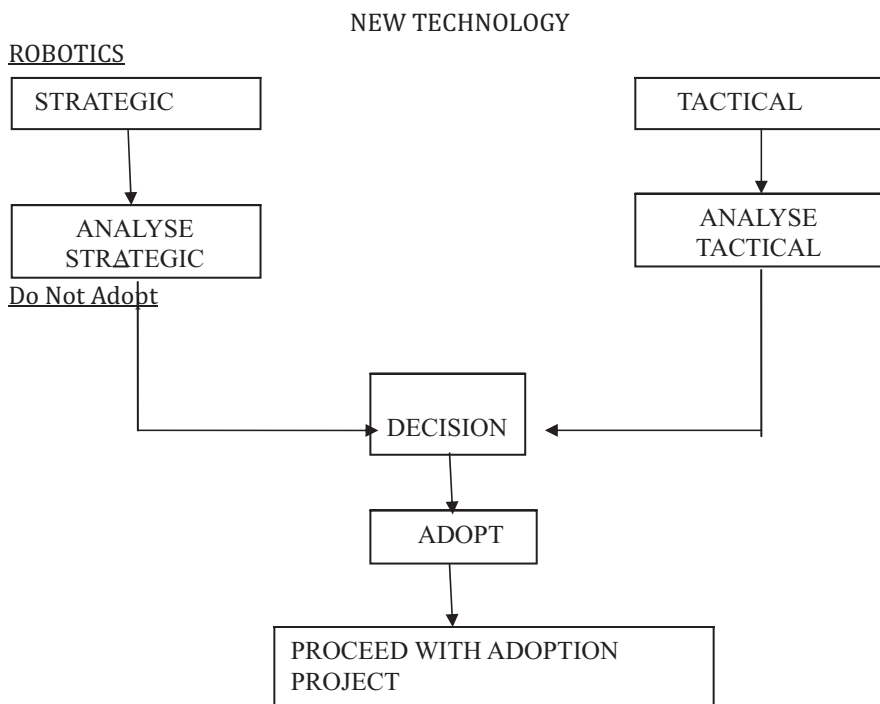 NEW TECHNOLOGY
ROBOTICS
STRATEGIC
TACTICAL
ANALYSE
STRATEGIC
ANALYSE
TACTICAL
Do Not Adopt
DECISION
ADOPT
PROCEED WITH ADOPTION
PROJECT